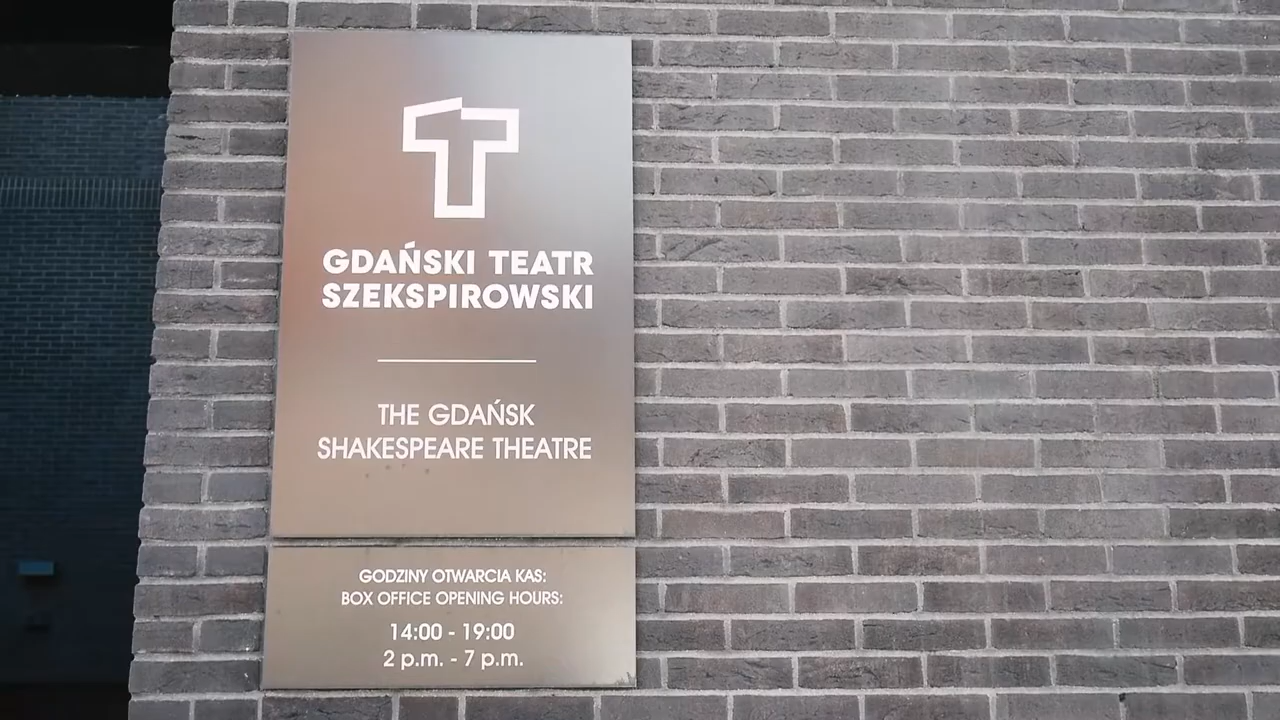 GDAŃSKI TEATR
SZEKSPIROWSKI
THE GDAŃSK
SHAKESPEARE THEATRE
GODZINY OTWARCIA KAS:
BOX OFFICE OPENING HOURS:
14:00 - 19:00
2 p.m. - 7 p.m.